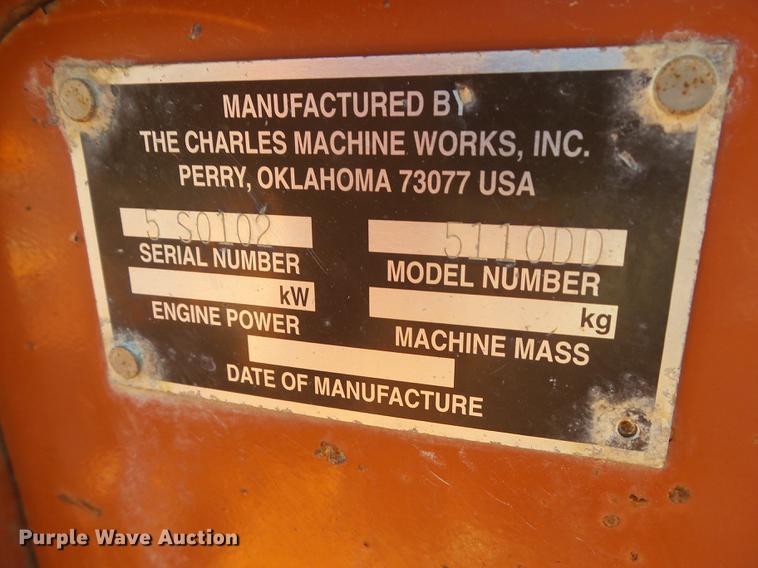 MANUFACTURED BY
THE CHARLES MACHINE WORKS, INC.
PERRY, OKLAHOMA 73077 USA
5 S0102 5110DD
SERIAL NUMBER MODEL NUMBER
kW kg
ENGINE POWER MACHINE MASS
DATE OF MANUFACTURE
Purple Wave Auction